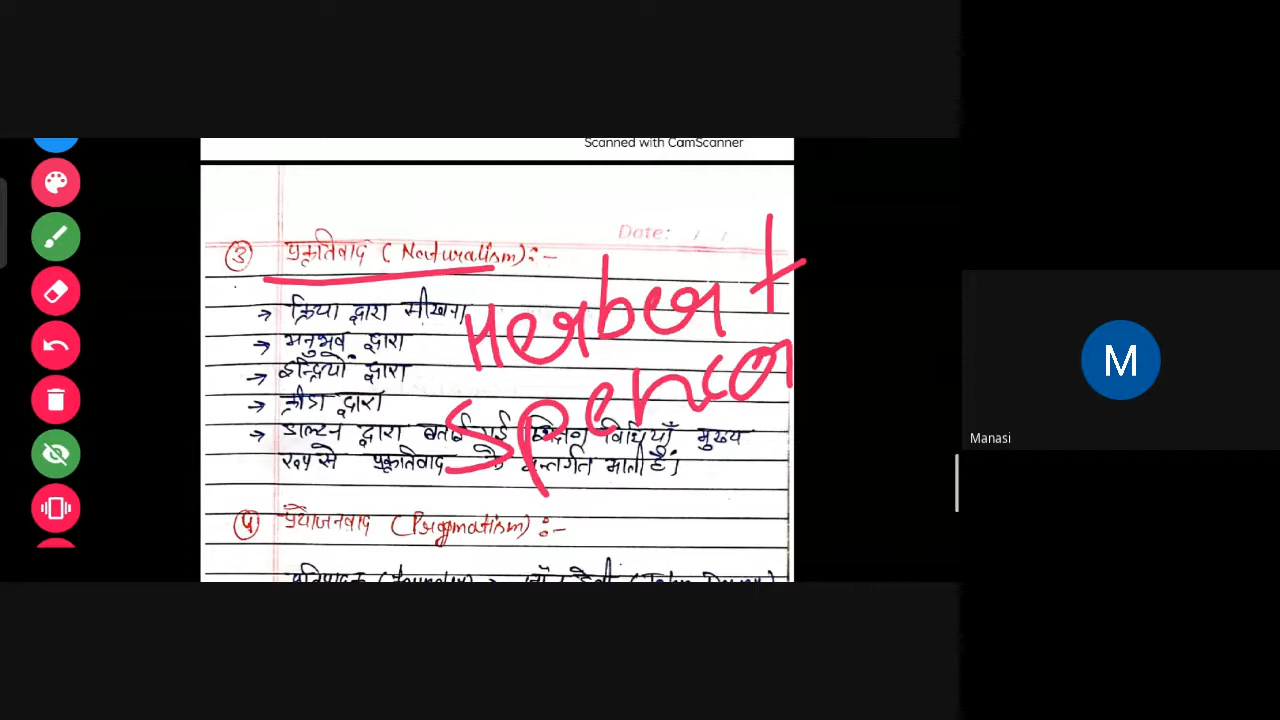 Scanned with CamScanner
Date: / /
③ प्रकृतिवाद (Naturalism):-
→ क्रिया द्वारा सीखना
Herbert
→ अनुभव द्वारा
→ इन्द्रियों द्वारा
Spencer
→ क्रीडा द्वारा
→ डाल्टन द्वारा बताई गई शिक्षण विधियाँ मुख्य
रूप से प्रकृतिवाद के अन्तर्गत आती हैं।
④ प्रयोजनवाद (Pragmatism):-
M
Manasi